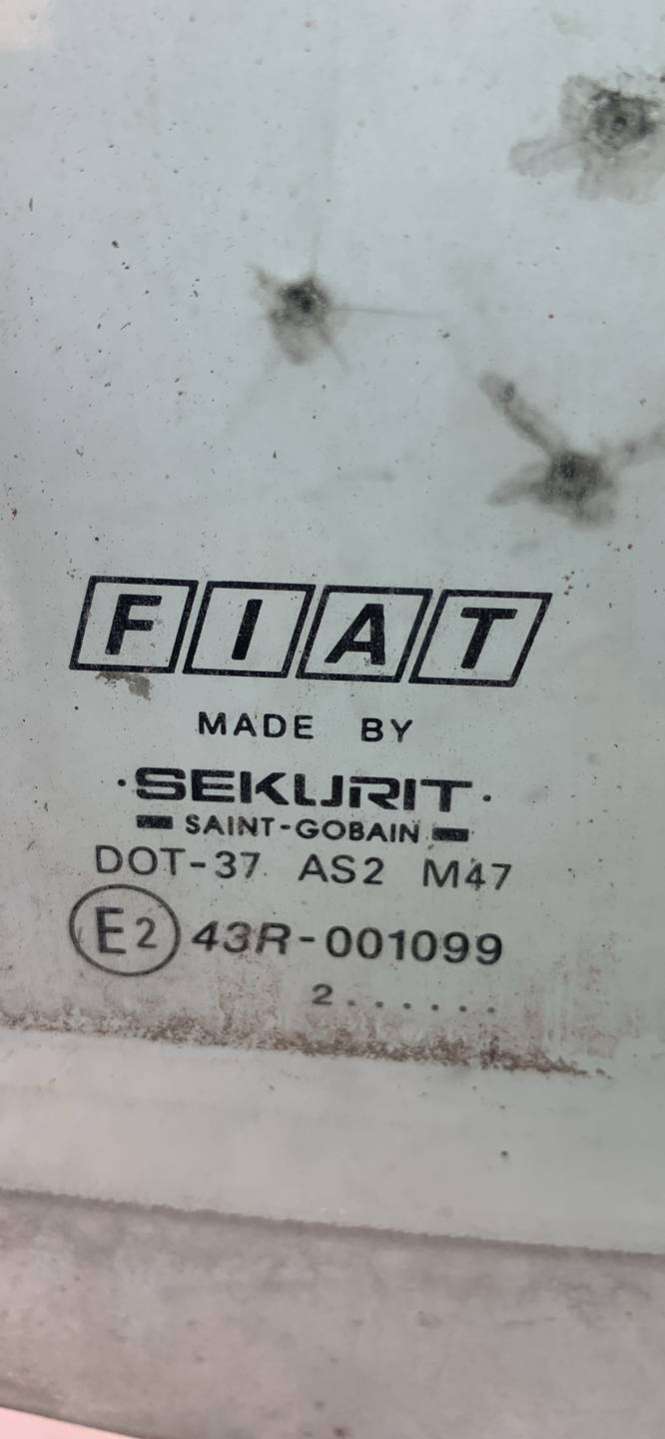 FIAT
MADE BY
·SEKURIT·
SAINT-GOBAIN
DOT-37 AS2 M47
E2 43R-001099
2......